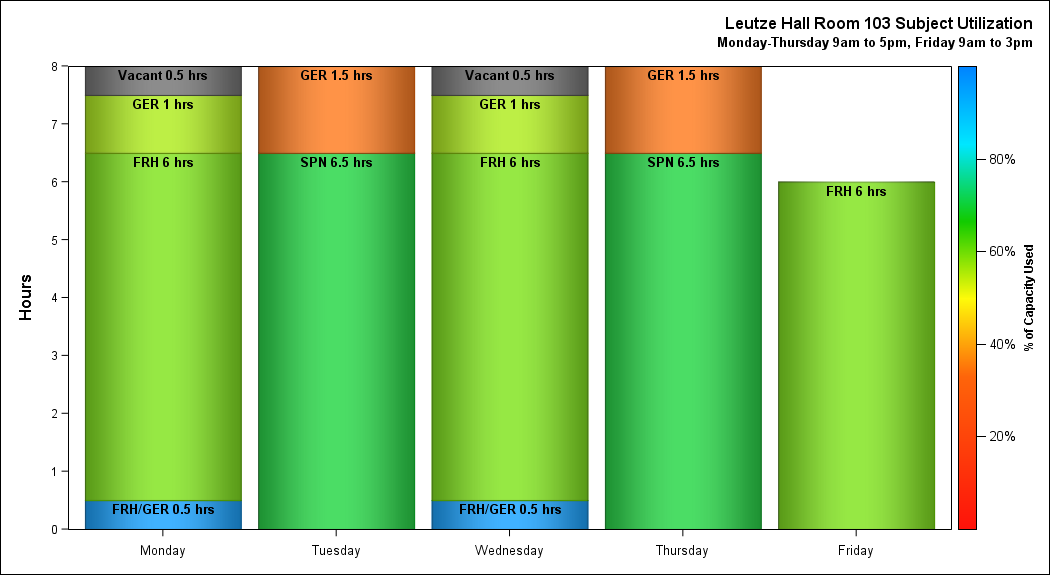 Leutze Hall Room 103 Subject Utilization
Monday-Thursday 9am to 5pm, Friday 9am to 3pm
Hours
8
7
6
5
4
3
2
1
0
Vacant 0.5 hrs
GER 1 hrs
FRH 6 hrs
FRH/GER 0.5 hrs
GER 1.5 hrs
SPN 6.5 hrs
Vacant 0.5 hrs
GER 1 hrs
FRH 6 hrs
FRH/GER 0.5 hrs
GER 1.5 hrs
SPN 6.5 hrs
FRH 6 hrs
Monday
Tuesday
Wednesday
Thursday
Friday
80%
60%
40%
20%
% of Capacity Used